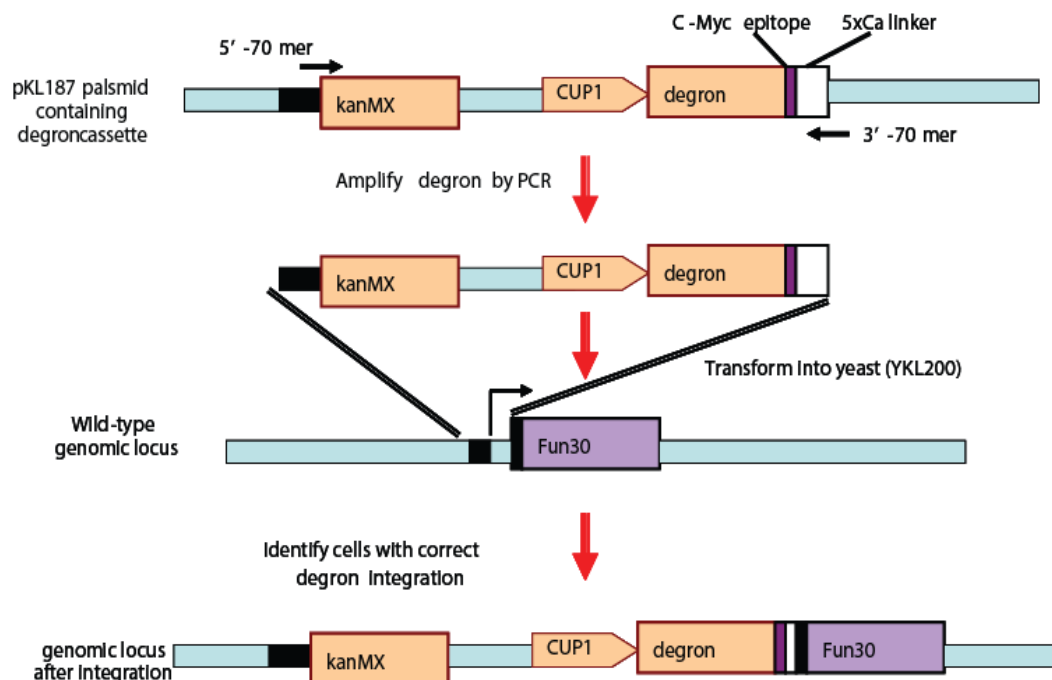 C -Myc epitope
5xCa linker
5' -70 mer
pKL187 palsmid
containing
degroncassette
kanMX
CUP1
degron
3' -70 mer
Amplify degron by PCR
kanMX
CUP1
degron
Transform into yeast (YKL200)
Wild-type
genomic locus
Fun30
Identify cells with correct
degron integration
genomic locus
after integration
kanMX
CUP1
degron
Fun30